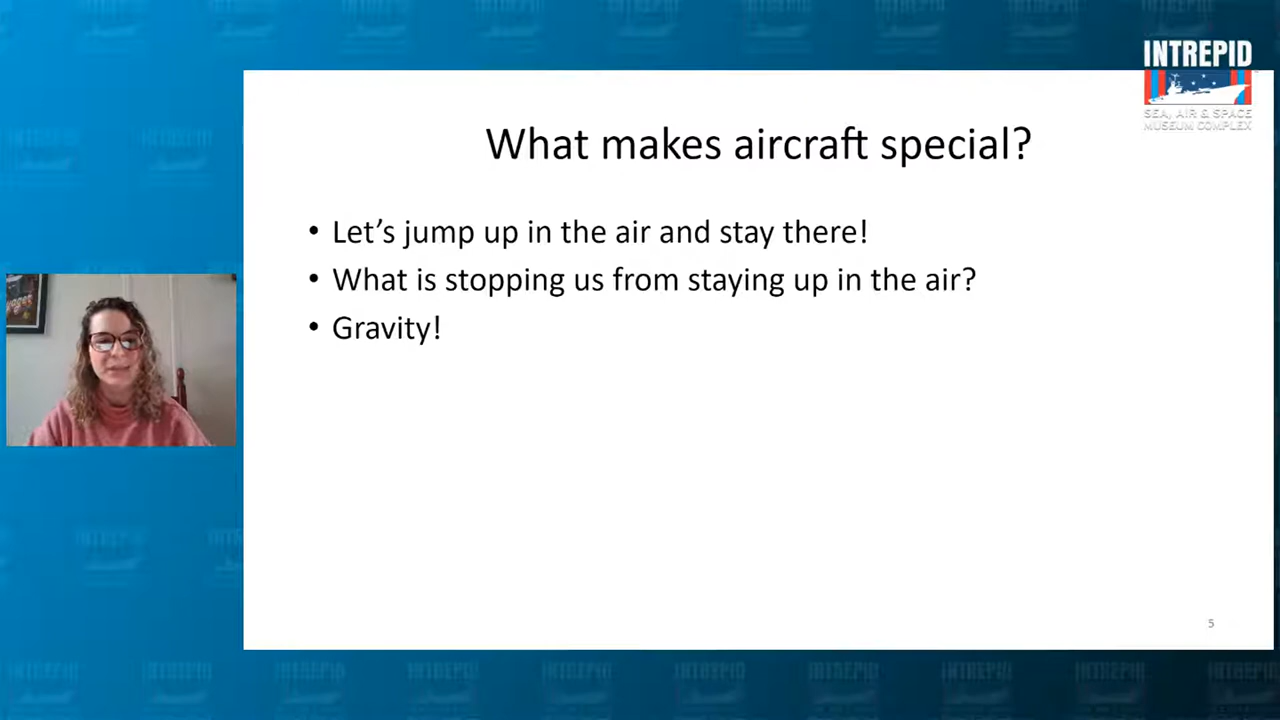 INTREPID
SEA, AIR & SPACE
MUSEUM COMPLEX
What makes aircraft special?
• Let’s jump up in the air and stay there!
• What is stopping us from staying up in the air?
• Gravity!
5